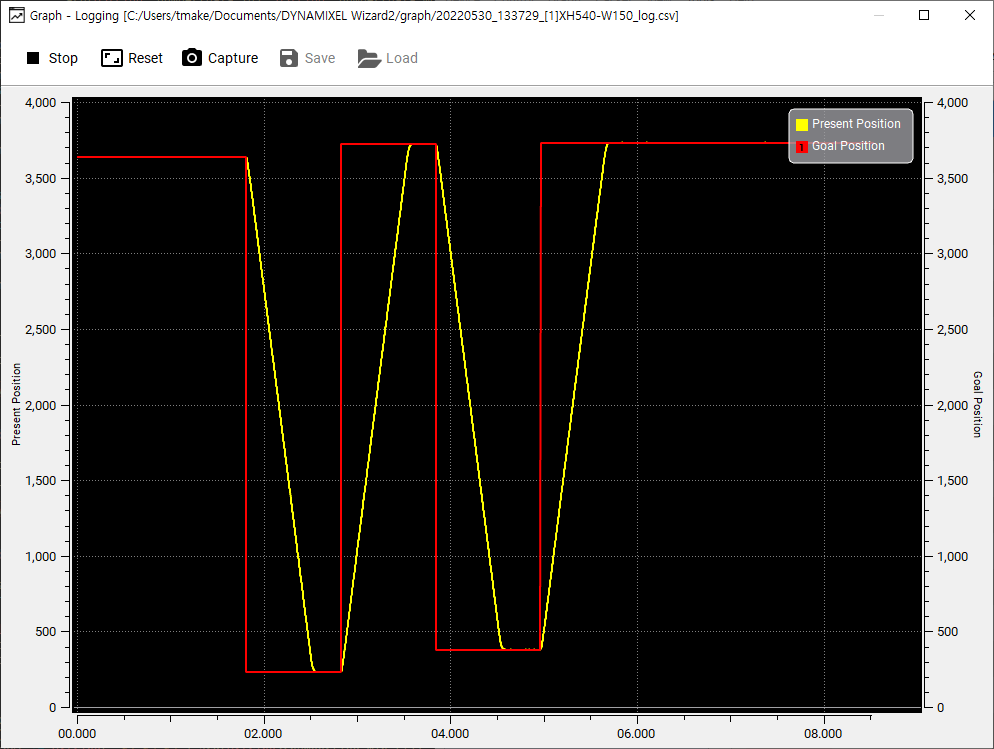 Graph - Logging [C:/Users/tmake/Documents/DYNAMIXEL Wizard2/graph/20220530_133729_[1]XH540-W150_log.csv]
Stop Reset Capture Save Load
Present Position
1 Goal Position
4,000
3,500
3,000
2,500
2,000
1,500
1,000
500
0
Present Position
4,000
3,500
3,000
2,500
2,000
1,500
1,000
500
0
Goal Position
00.000 02.000 04.000 06.000 08.000